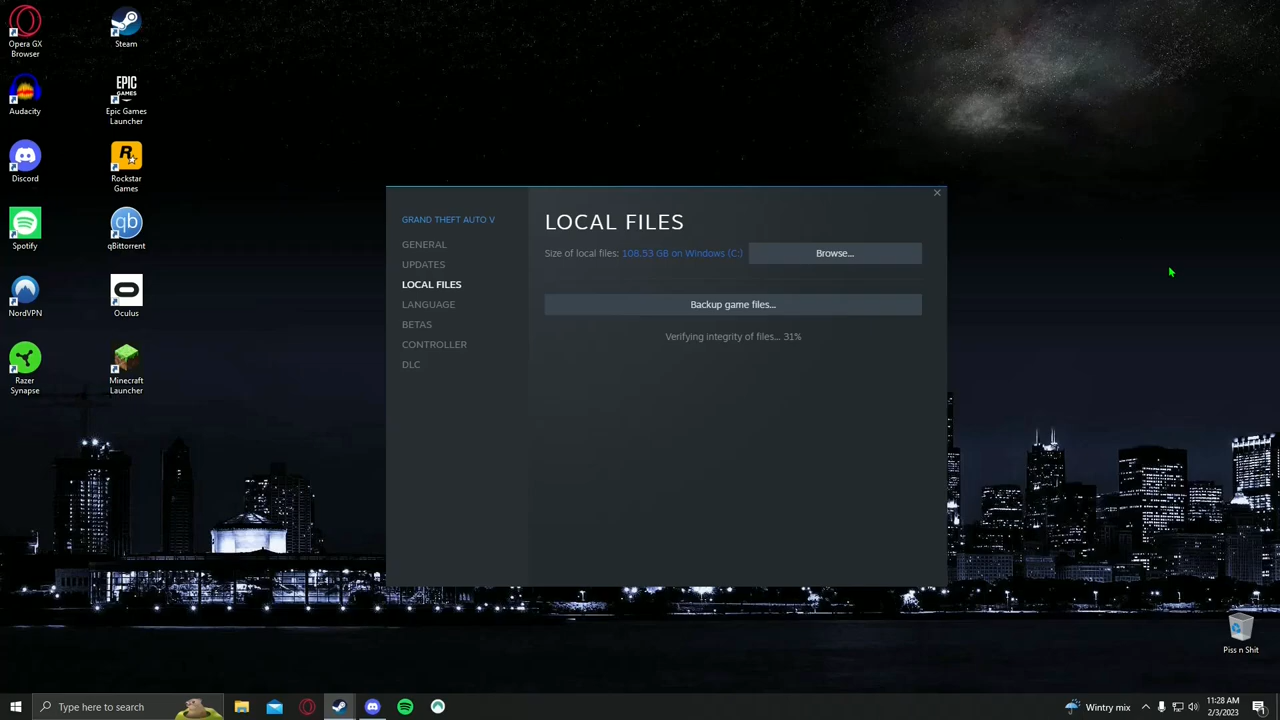 Opera GX
Browser
Steam
Audacity
EPIC
GAMES
Epic Games
Launcher
Discord
R
Rockstar
Games
Spotify
qb
qBittorrent
NordVPN
Oculus
Razer
Synapse
Minecraft
Launcher
GRAND THEFT AUTO V
GENERAL
UPDATES
LOCAL FILES
LANGUAGE
BETAS
CONTROLLER
DLC
LOCAL FILES
Size of local files: 108.53 GB on Windows (C:)
Browse...
Backup game files...
Verifying integrity of files... 31%
Piss n Shit
Type here to search
Wintry mix
11:28 AM
2/3/2023
1